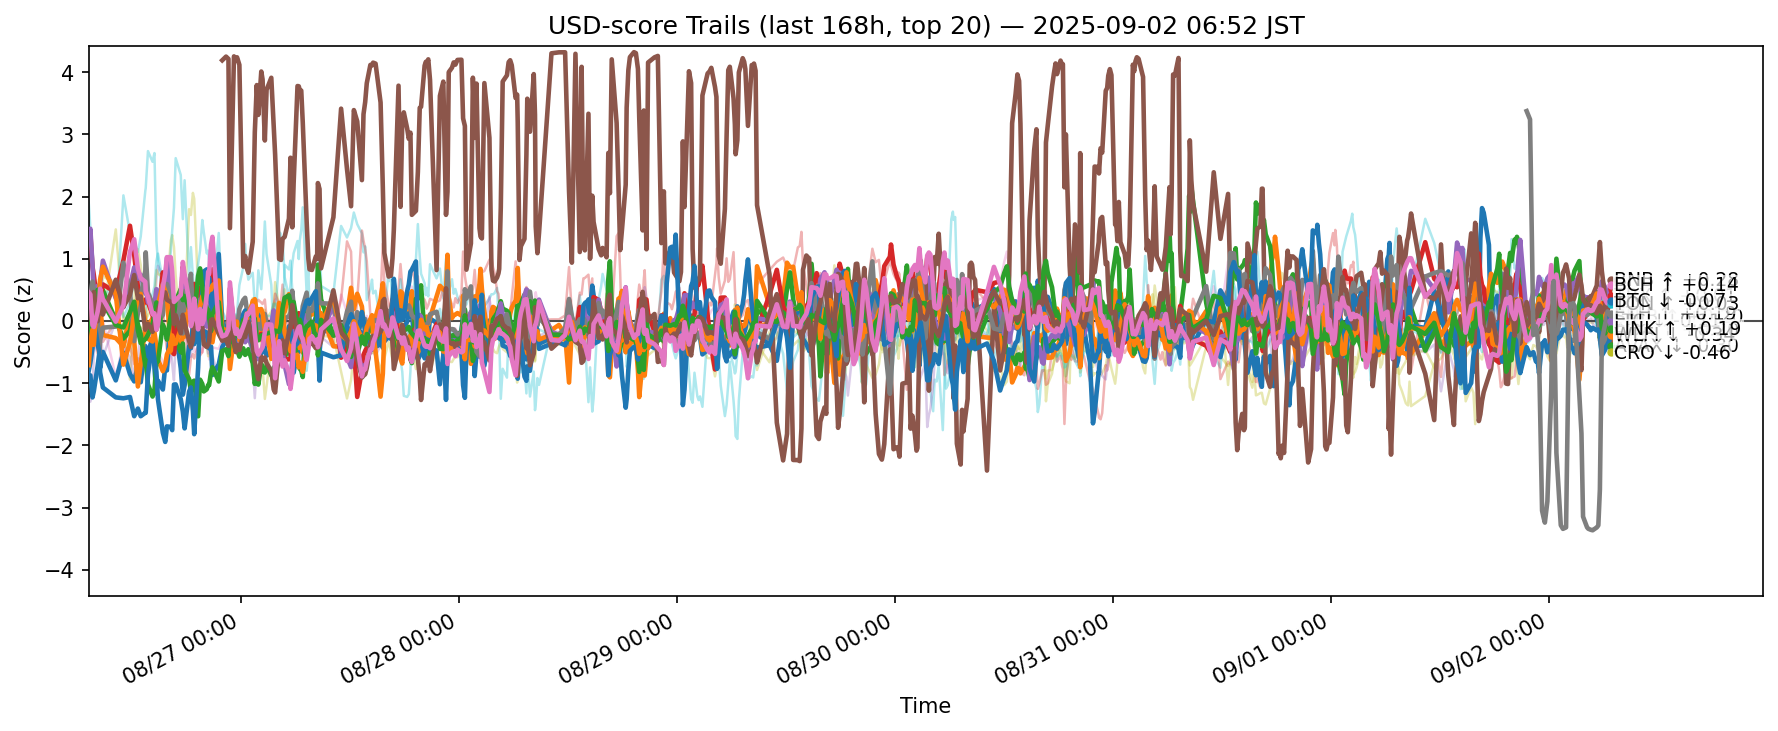 USD-score Trails (last 168h, top 20) — 2025-09-02 06:52 JST
Score (z)
4
3
2
1
0
−1
−2
−3
−4
BNB ↑
BCH ↑ +0.14
BTC ↓ -0.07
LINK ↑ +0.19
CRO ↓ -0.46
08/27 00:00
08/28 00:00
08/29 00:00
08/30 00:00
08/31 00:00
09/01 00:00
09/02 00:00
Time